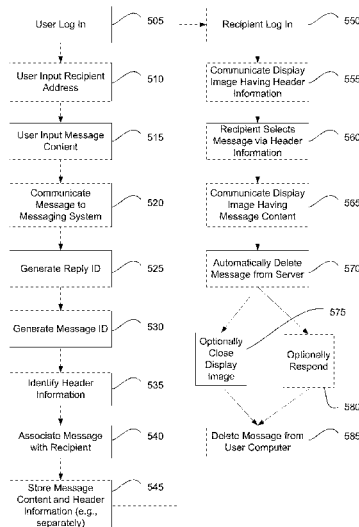 User Log In
505
User Input Recipient
Address
510
User Input Message
Content
515
Communicate
Message to
Messaging System
520
Generate Reply ID
525
Generate Message ID
530
Identify Header
Information
535
Associate Message
with Recipient
540
Store Message
Content and Header
Information (e.g.,
separately)
545
Recipient Log In
550
Communicate Display
Image Having Header
Information
555
Recipient Selects
Message via Header
Information
560
Communicate Display
Image Having
Message Content
565
Automatically Delete
Message from Server
570
Optionally
Close
Display
Image
575
Optionally
Respond
580
Delete Message from
User Computer
585